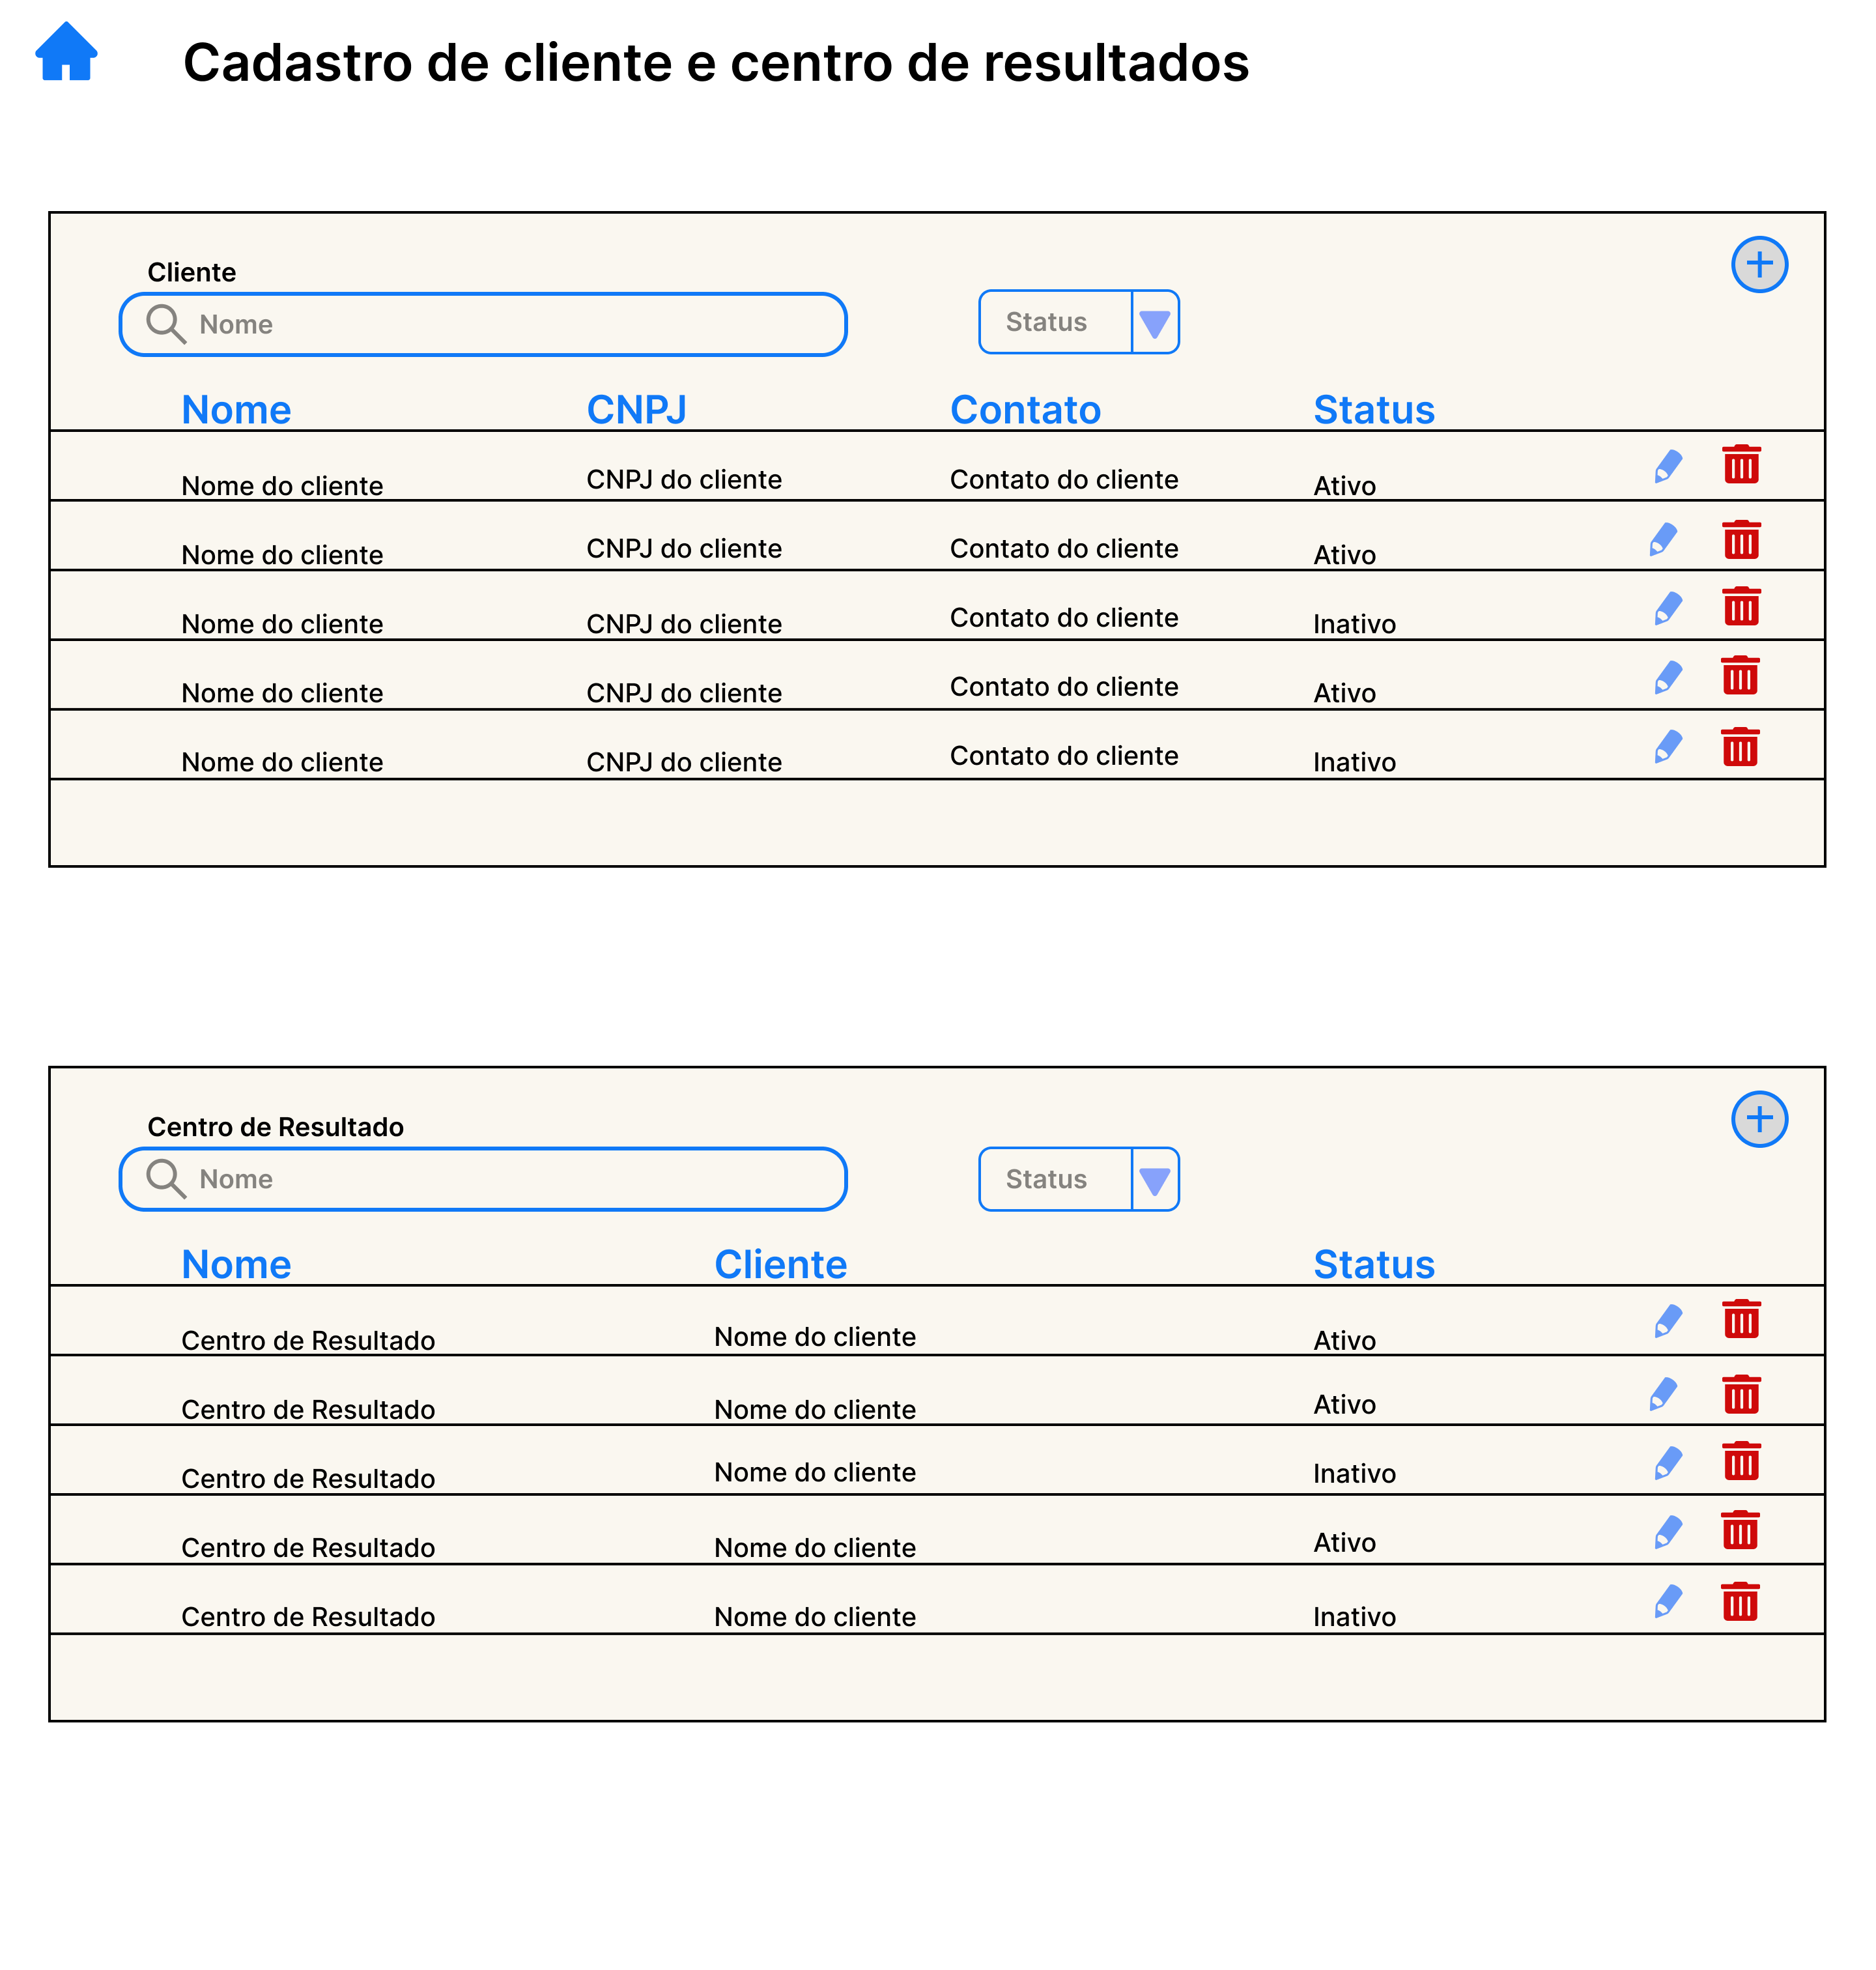 Cadastro de cliente e centro de resultados
Cliente
Nome Status
Nome CNPJ Contato Status
Nome do cliente CNPJ do cliente Contato do cliente Ativo
Nome do cliente CNPJ do cliente Contato do cliente Ativo
Nome do cliente CNPJ do cliente Contato do cliente Inativo
Nome do cliente CNPJ do cliente Contato do cliente Ativo
Nome do cliente CNPJ do cliente Contato do cliente Inativo
Centro de Resultado
Nome Status
Nome Cliente Status
Centro de Resultado Nome do cliente Ativo
Centro de Resultado Nome do cliente Ativo
Centro de Resultado Nome do cliente Inativo
Centro de Resultado Nome do cliente Ativo
Centro de Resultado Nome do cliente Inativo